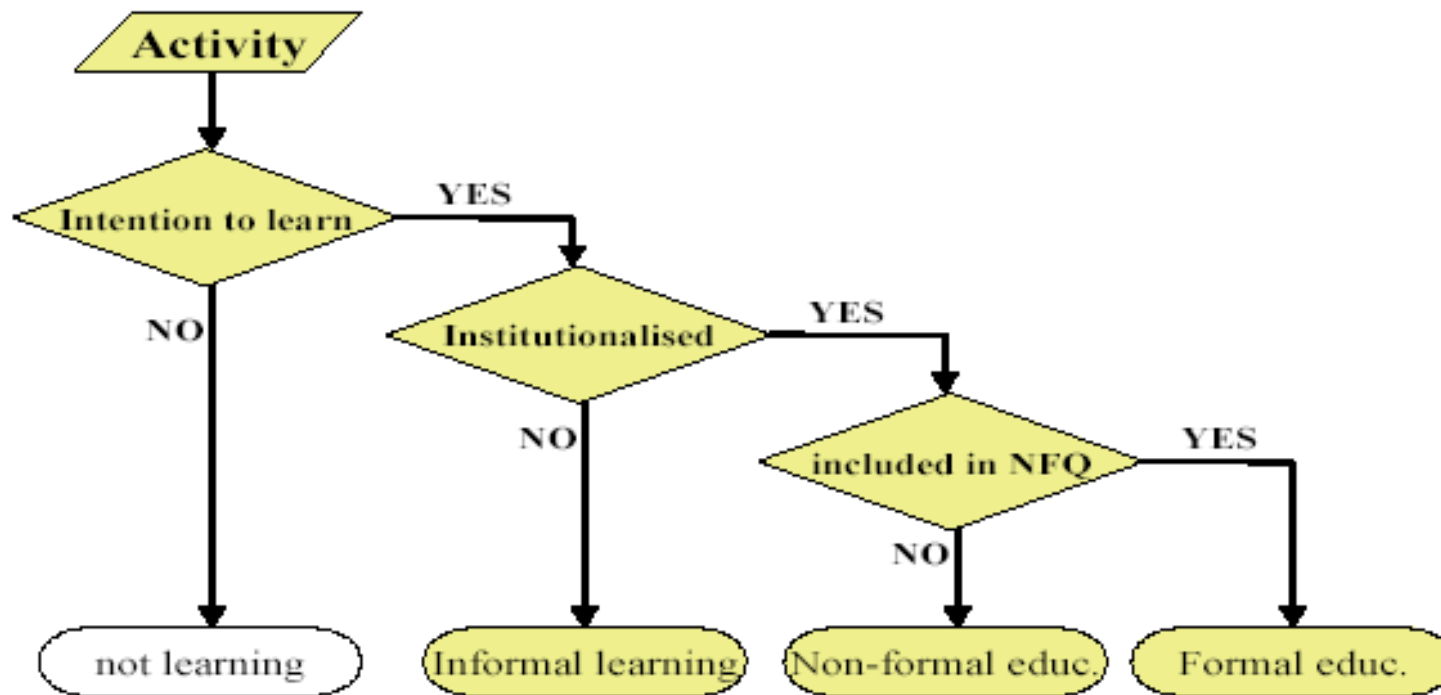 Activity
Intention to learn
YES
NO
Institutionalised
YES
NO
included in NFQ
YES
NO
not learning
Informal learning
Non-formal educ.
Formal educ.